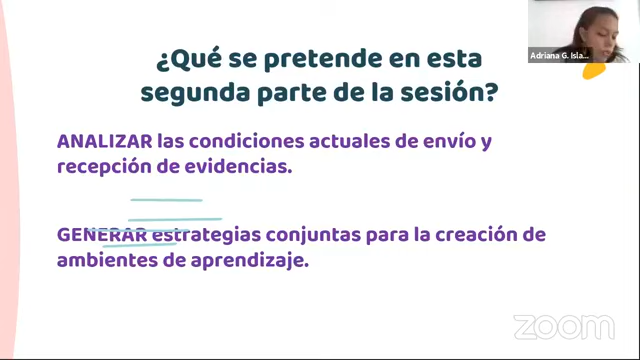 Adriana G. Isla...
¿Qué se pretende en esta
segunda parte de la sesión?
ANALIZAR las condiciones actuales de envío y
recepción de evidencias.
GENERAR estrategias conjuntas para la creación de
ambientes de aprendizaje.
zoom